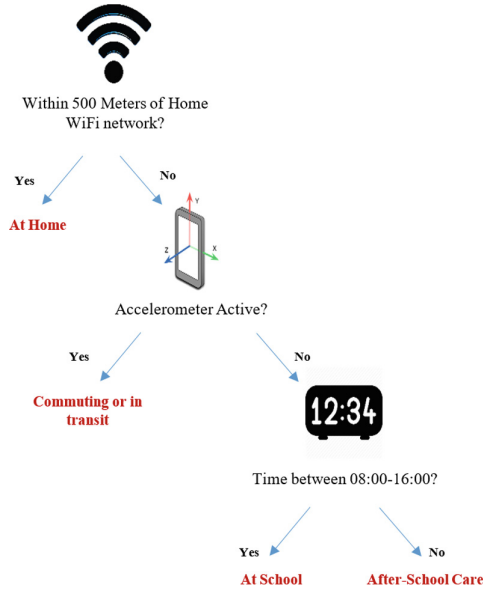 Within 500 Meters of Home
WiFi network?
Yes
No
At Home
Y
Z
X
Accelerometer Active?
Yes
No
Commuting or in
transit
12:34
Time between 08:00-16:00?
Yes
No
At School
After-School Care